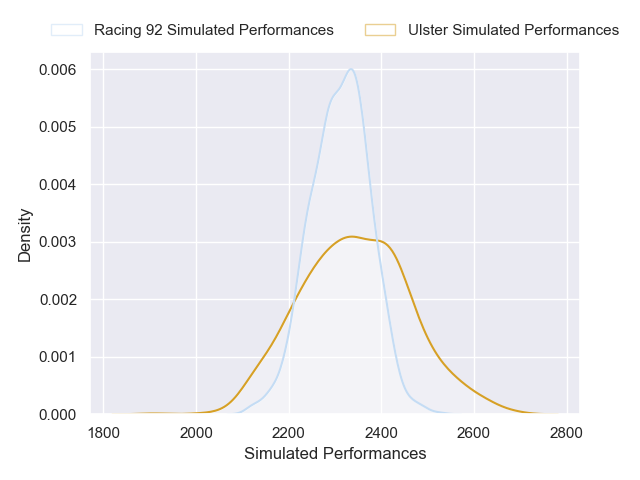 Racing 92 Simulated Performances Ulster Simulated Performances
0.006
0.005
0.004
0.003
0.002
0.001
0.000
Density
1800 2000 2200 2400 2600 2800
Simulated Performances